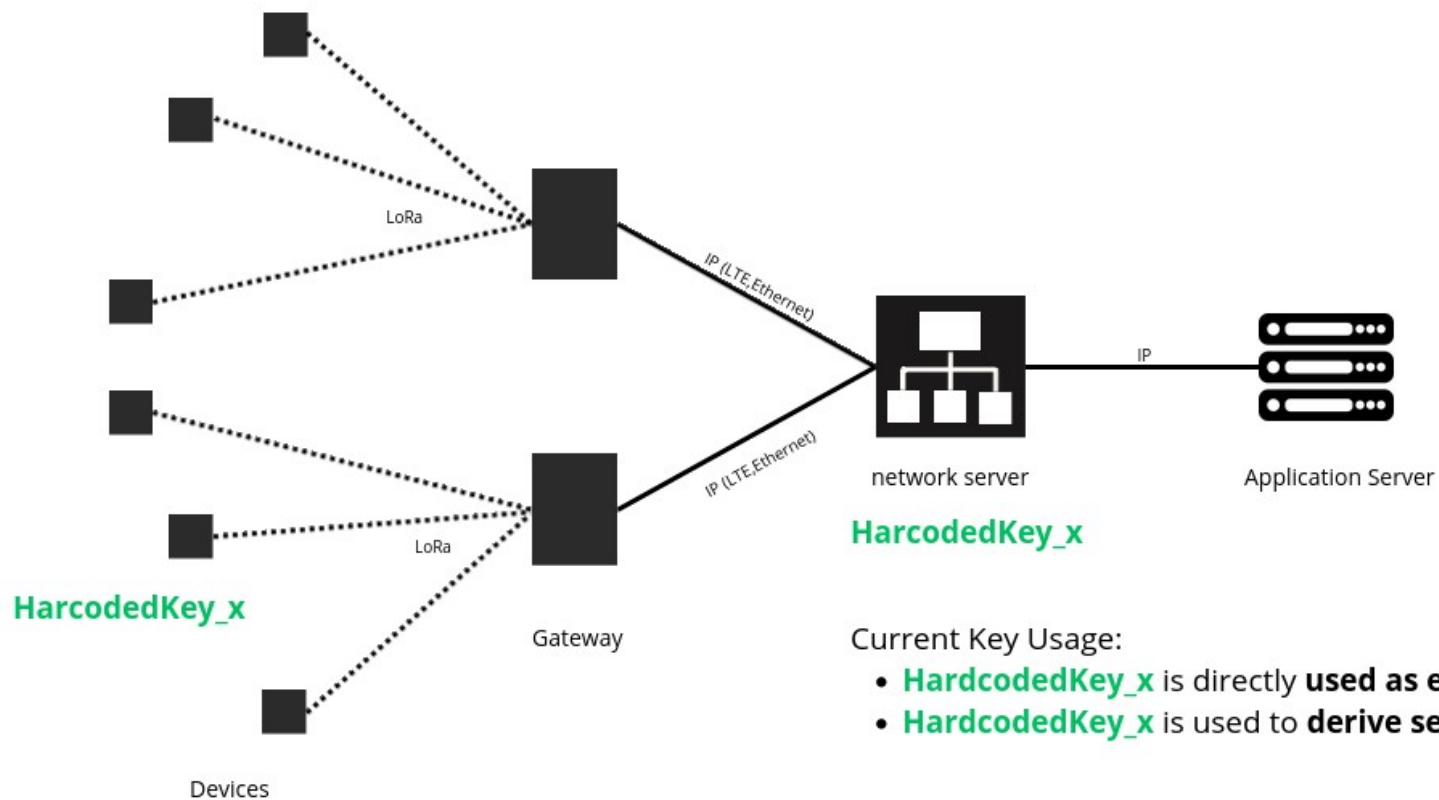 LoRa
IP (LTE,Ethernet)
IP
IP (LTE,Ethernet)
network server
Application Server
HarcodedKey_x
LoRa
HarcodedKey_x
Gateway
Current Key Usage:
• HardcodedKey_x is directly used as
• HardcodedKey_x is used to derive
Devices